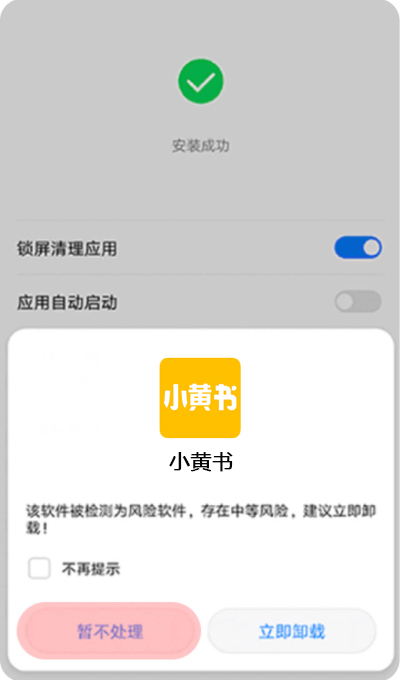 安装成功
锁屏清理应用
应用自动启动
小黄书
小黄书
该软件被检测为风险软件，存在中等风险，建议立即卸
载！
不再提示
暂不处理
立即卸载